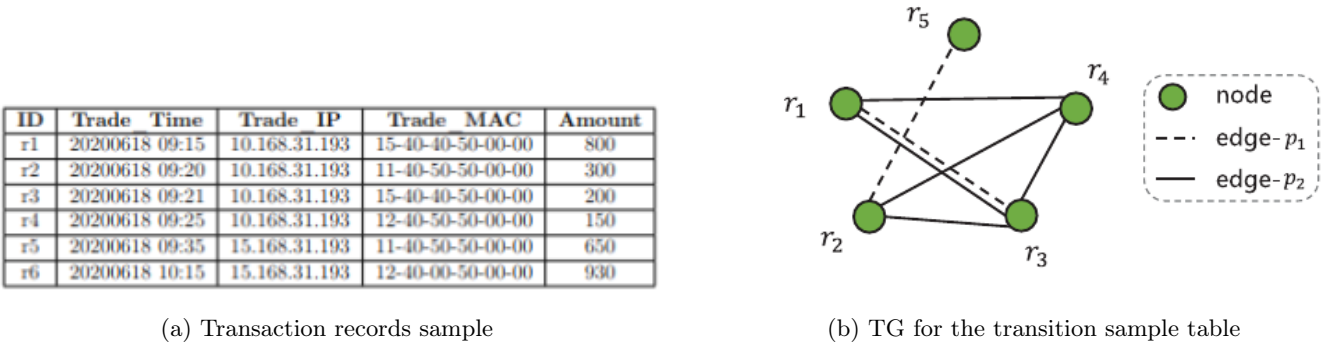 ID Trade_Time Trade_IP Trade_MAC Amount
r1 20200618 09:15 10.168.31.193 15-40-40-50-00-00 800
r2 20200618 09:20 10.168.31.193 11-40-50-50-00-00 300
r3 20200618 09:21 10.168.31.193 15-40-40-50-00-00 200
r4 20200618 09:25 10.168.31.193 12-40-50-50-00-00 150
r5 20200618 09:35 15.168.31.193 11-40-50-50-00-00 650
r6 20200618 10:15 15.168.31.193 12-40-00-50-00-00 930
(a) Transaction records sample
r5
r4
r1
r2
r3
node
edge-p1
edge-p2
(b) TG for the transition sample table